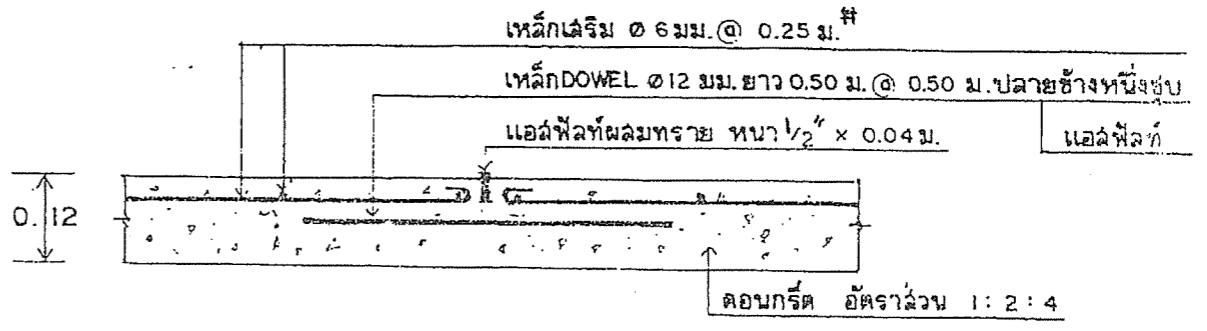 เหล็กเสริม Ø 6 มม. @ 0.25 ม.#
เหล็กDOWEL Ø12 มม. ยาว 0.50 ม. @ 0.50 ม. ปลายข้างหนึ่งชุบ
แอสฟัลท์
แอสฟัลท์ผสมทราย หนา 1/2" × 0.04 ม.
0.12
คอนกรีต อัตราส่วน 1 : 2 : 4